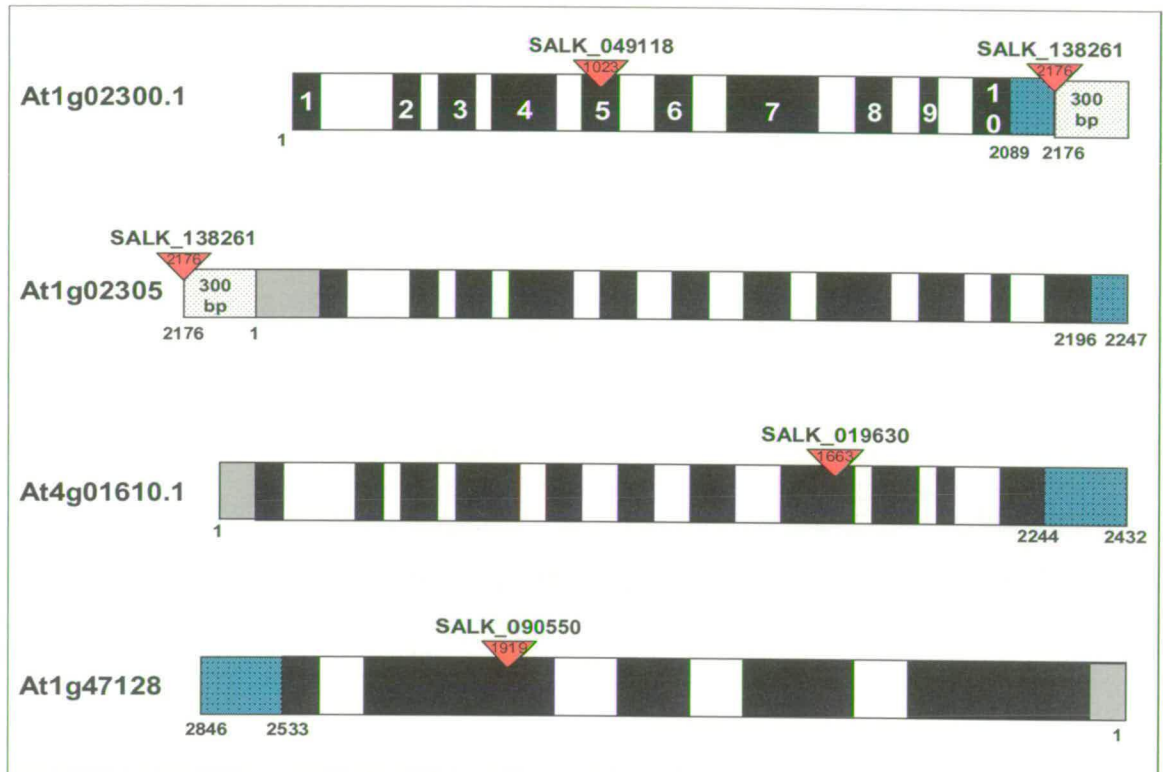 SALK_049118
SALK_138261
1023
2176
At1g02300.1
1 2 3 4 5 6 7 8 9 10
300 bp
1
2089 2176
SALK_138261
2176
At1g02305
300 bp
2176 1
2196 2247
SALK_019630
1663
At4g01610.1
1
2244 2432
SALK_090550
1919
At1g47128
2846 2533
1